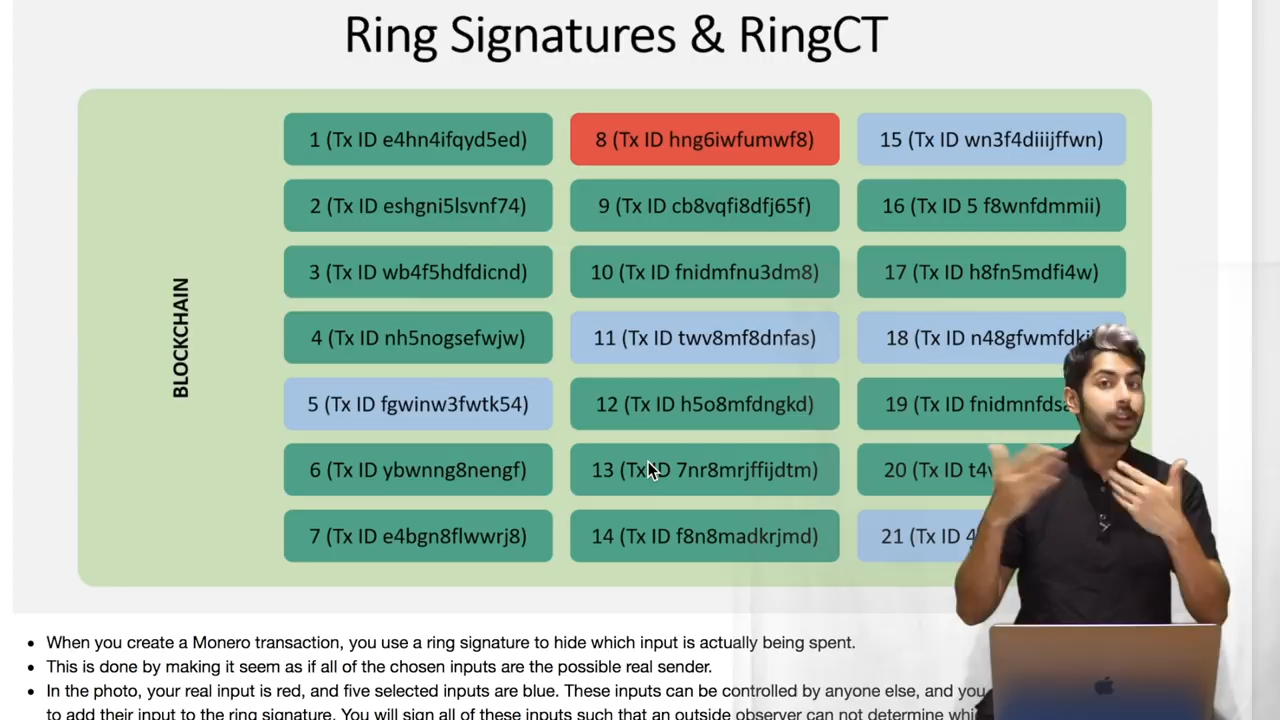 Ring Signatures & RingCT
BLOCKCHAIN
1 (Tx ID e4hn4ifqyd5ed)
2 (Tx ID eshgni5lsvnf74)
3 (Tx ID wb4f5hdfdicnd)
4 (Tx ID nh5nogsefwjw)
5 (Tx ID fgwinw3fwtk54)
6 (Tx ID ybwnng8nengf)
7 (Tx ID e4bgn8flwwrj8)
8 (Tx ID hng6iwfumwf8)
9 (Tx ID cb8vqfi8dfj65f)
10 (Tx ID fnidmfnu3dm8)
11 (Tx ID twv8mf8dnfas)
12 (Tx ID h5o8mfdngkd)
13 (Tx ID 7nr8mrjffijdtm)
14 (Tx ID f8n8madkrjmd)
15 (Tx ID wn3f4diiijffwn)
16 (Tx ID 5 f8wnfdmmii)
17 (Tx ID h8fn5mdfi4w)
18 (Tx ID
19 (Tx ID
20 (Tx ID
21 (Tx ID
• When you create a Monero transaction, you use a ring signature to hide which input is actually being spent.
• This is done by making it seem as if all of the chosen inputs are the possible real sender.
• In the photo, your real input is red, and five selected inputs are blue. These inputs can be controlled by anyone else, and you
to add their input to the ring signature. You will sign all of these inputs such that an outside observer can not determine